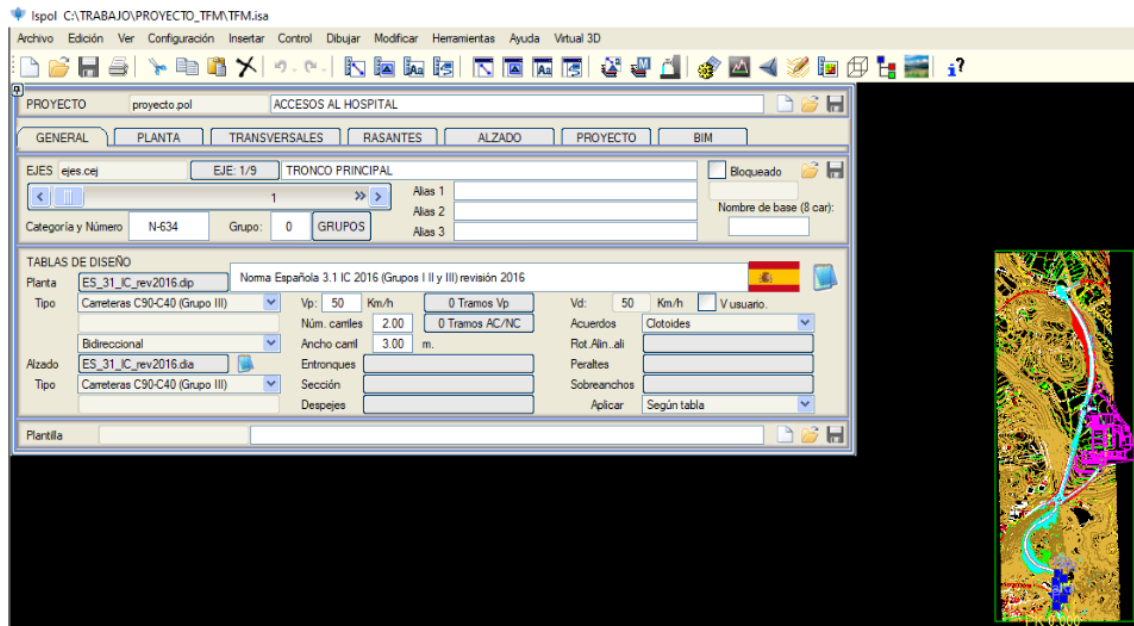 Ispol C:\TRABAJO\PROYECTO_TFM\TFM.isa
Archivo Edición Ver Configuración Insertar Control Dibujar Modificar Herramientas Ayuda Virtual 3D
PROYECTO proyecto.pol ACCESOS AL HOSPITAL
GENERAL PLANTA TRANSVERSALES RASANTES ALZADO PROYECTO BIM
EJES ejes.cej EJE: 1/9 TRONCO PRINCIPAL Bloqueado
1 Alias 1
Alias 2 Nombre de base (8 car):
Categoría y Número N-634 Grupo: 0 GRUPOS Alias 3
TABLAS DE DISEÑO
Planta ES_31_IC_rev2016.dip Norma Española 3.1 IC 2016 (Grupos I II y III) revisión 2016
Tipo Carreteras C90-C40 (Grupo III) Vp: 50 Km/h 0 Tramos Vp Vd: 50 Km/h V usuario.
Núm. carriles 2.00 0 Tramos AC/NC Acuerdos Clotoides
Bidireccional Ancho carril 3.00 m. Rot.Alin..ali
Alzado ES_31_IC_rev2016.dia Entronques Peraltes
Tipo Carreteras C90-C40 (Grupo III) Sección Sobreanchos
Despejes Aplicar Según tabla
Plantilla
PK 0.000